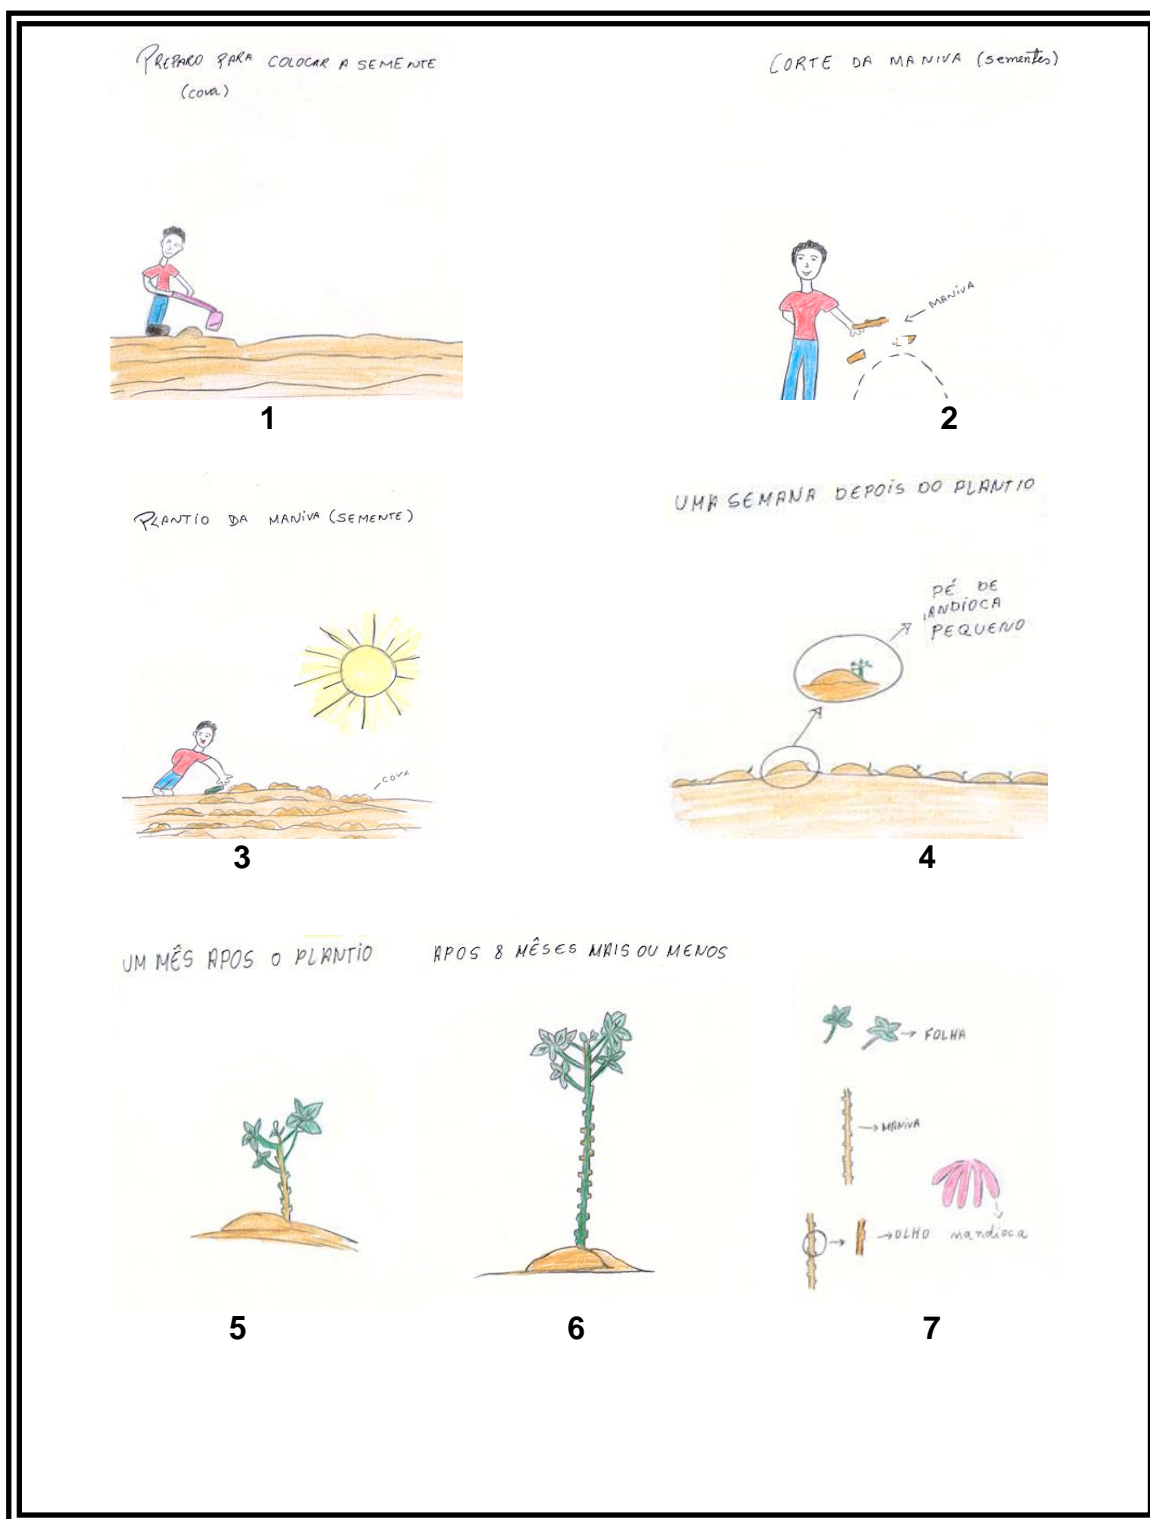 PREPARO PARA COLOCAR A SEMENTE
(cova)
1
CORTE DA MANIVA (sementes)
MANIVA
2
PLANTIO DA MANIVA (SEMENTE)
COVA
3
UMA SEMANA DEPOIS DO PLANTIO
PÉ DE
ANDIOCA
PEQUENO
4
UM MÊS APOS O PLANTIO
5
APOS 8 MÊSES MAIS OU MENOS
6
FOLHA
MANIVA
OLHO mandioca
7